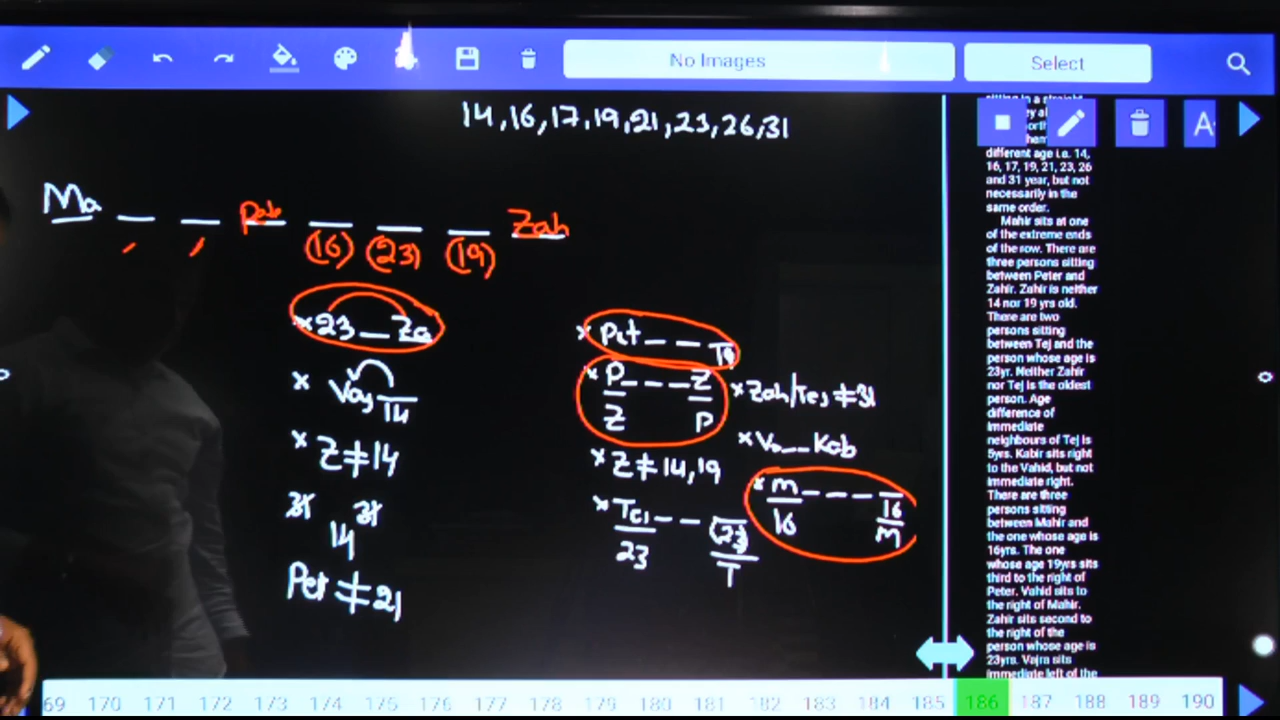 No Images
Select
14,16,17,19,21,23,26,31
Ma _ _ _ _ _ Zah
(16) (23) (19)
×23 _ Za
× Pet _ _ _ 19
× Vaj 14
× P _ _ _ Z
Z P
× Zah/Tej ≠ 31
× Z ≠ 14
× Z ≠ 14,19
× M _ _ _ 16
16 M
14
× Tej _ _ (23)
23 T
Pet ≠ 21
different age i.e. 14,
16, 17, 19, 21, 23, 26
and 31 year, but not
necessarily in the
same order.
Mahir sits at one
of the extreme ends
of the row. There are
three persons sitting
between Peter and
Zahir. Zahir is neither
14 nor 19 yrs old.
There are two
persons sitting
between Tej and the
person whose age is
23yr. Neither Zahir
nor Tej is the oldest
person. Age
difference of
immediate
neighbours of Tej is
5yrs. Kabir sits right
to the Vahid, but not
immediate right.
There are three
persons sitting
between Mahir and
the one whose age is
16yrs. The one
whose age 19yrs sits
third to the right of
Peter. Vahid sits to
the right of Mahir.
Zahir sits second to
the right of the
person whose age is
23yrs. Vajra sits
immediate left of the
69 170 171 172 173 174 175 176 177 178 179 180 181 182 183 184 185 186 187 188 189 190